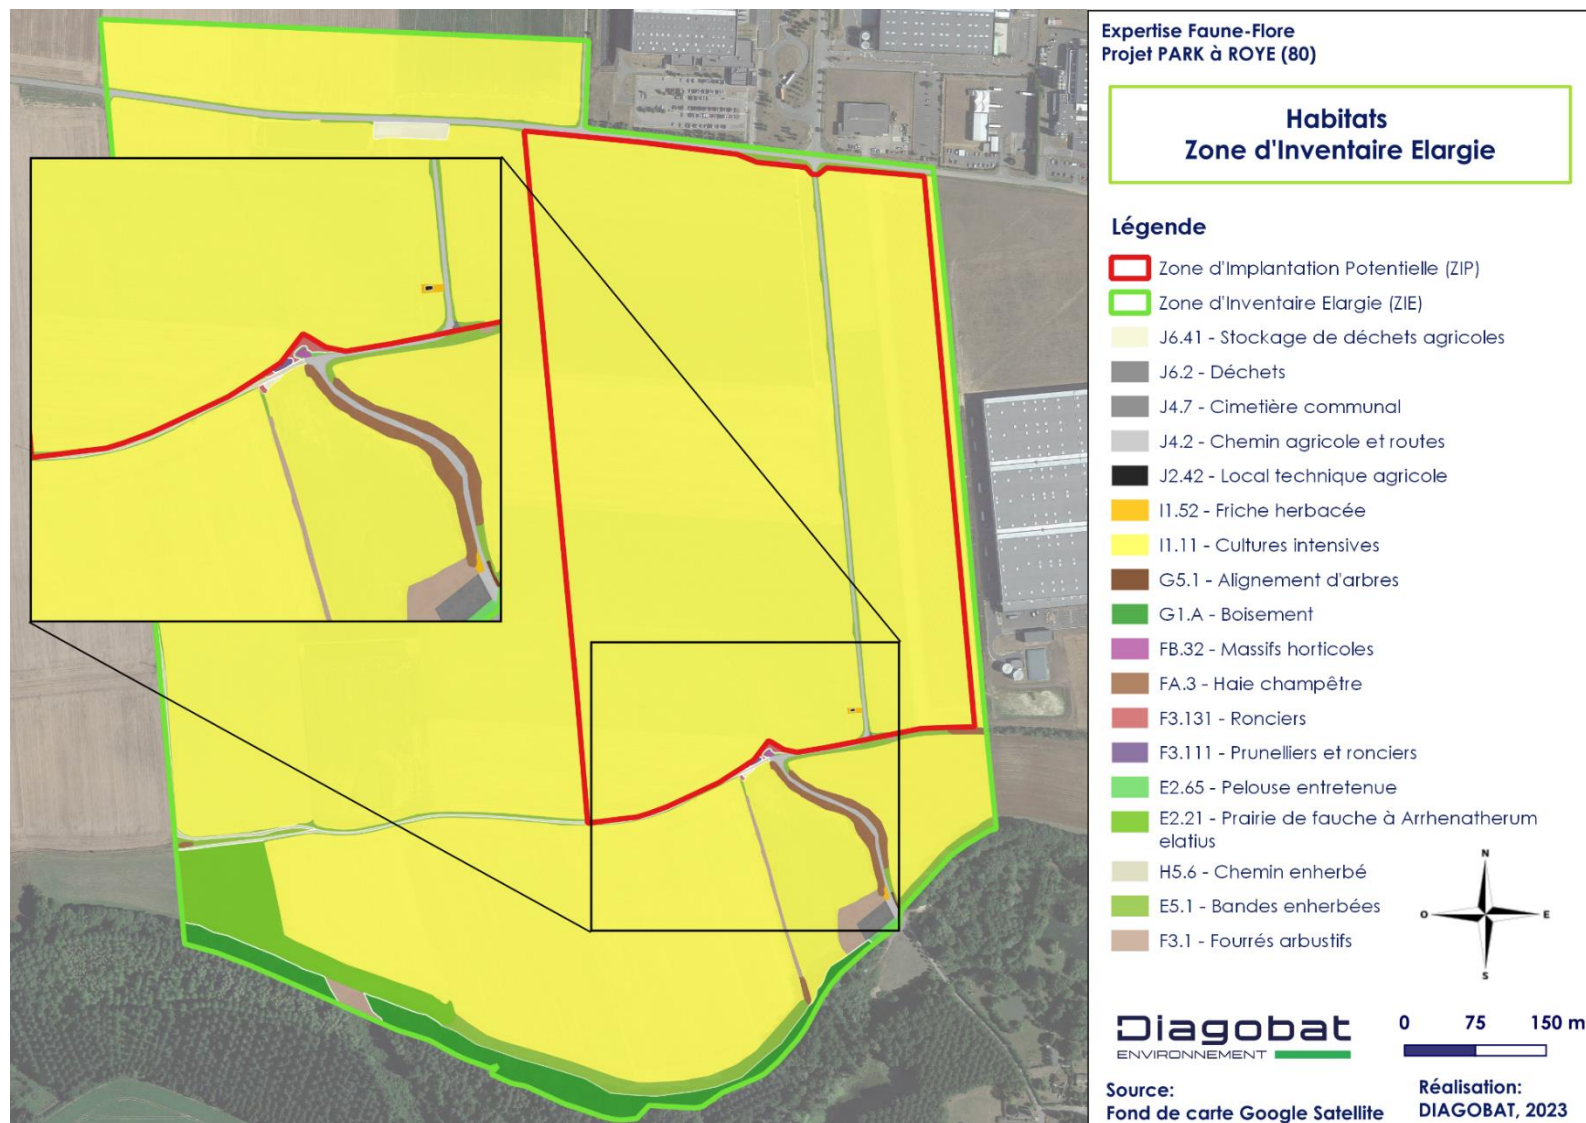 Expertise Faune-Flore
Projet PARK à ROYE (80)
Habitats
Zone d'Inventaire Elargie
Légende
Zone d'Implantation Potentielle (ZIP)
Zone d'Inventaire Elargie (ZIE)
J6.41 - Stockage de déchets agricoles
J6.2 - Déchets
J4.7 - Cimetière communal
J4.2 - Chemin agricole et routes
J2.42 - Local technique agricole
I1.52 - Friche herbacée
I1.11 - Cultures intensives
G5.1 - Alignement d'arbres
G1.A - Boisement
FB.32 - Massifs horticoles
FA.3 - Haie champêtre
F3.131 - Ronciers
F3.111 - Prunelliers et ronciers
E2.65 - Pelouse entretenue
E2.21 - Prairie de fauche à Arrhenatherum
elatius
H5.6 - Chemin enherbé
E5.1 - Bandes enherbées
F3.1 - Fourrés arbustifs
N
O
E
S
Diagobat
ENVIRONNEMENT
0 75 150 m
Source:
Fond de carte Google Satellite
Réalisation:
DIAGOBAT, 2023